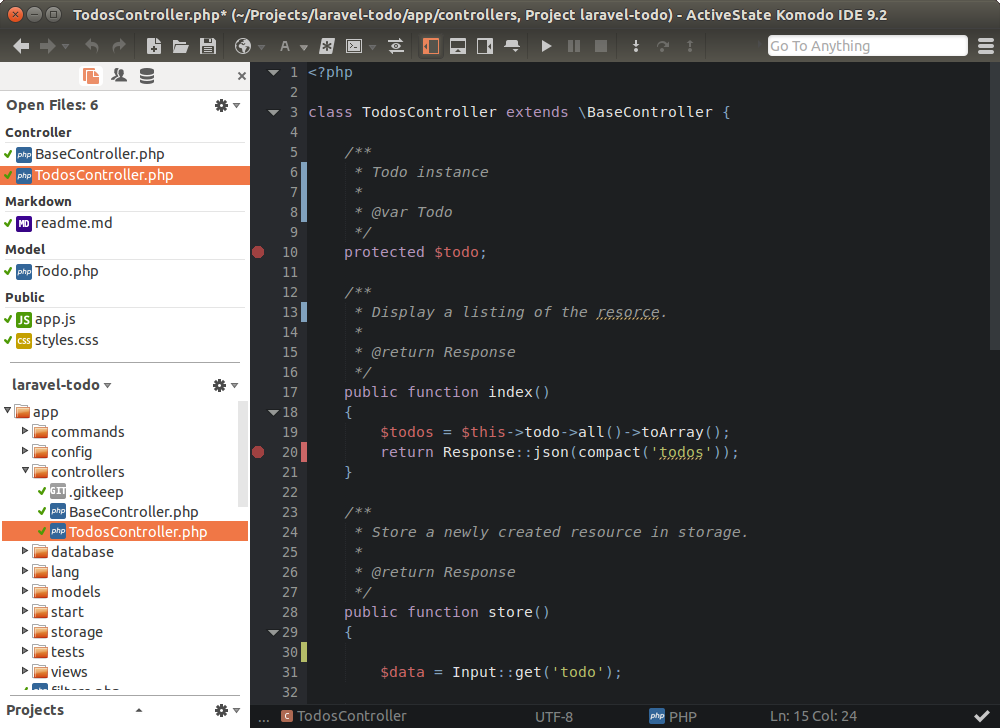 TodosController.php* (~/Projects/laravel-todo/app/controllers, Project laravel-todo) - ActiveState Komodo IDE 9.2
Go To Anything
Open Files: 6
Controller
php BaseController.php
php TodosController.php
Markdown
MD readme.md
Model
php Todo.php
Public
JS app.js
css styles.css
laravel-todo
app
commands
config
controllers
GIT .gitkeep
php BaseController.php
php TodosController.php
database
lang
models
start
storage
tests
views
filters.php
Projects
1 <?php
2
3 class TodosController extends \BaseController {
4
5 /**
6 * Todo instance
7 *
8 * @var Todo
9 */
10 protected $todo;
11
12 /**
13 * Display a listing of the resorce.
14 *
15 * @return Response
16 */
17 public function index()
18 {
19 $todos = $this->todo->all()->toArray();
20 return Response::json(compact('todos'));
21 }
22
23 /**
24 * Store a newly created resource in storage.
25 *
26 * @return Response
27 */
28 public function store()
29 {
30
31 $data = Input::get('todo');
32
... C TodosController UTF-8 php PHP Ln: 15 Col: 24